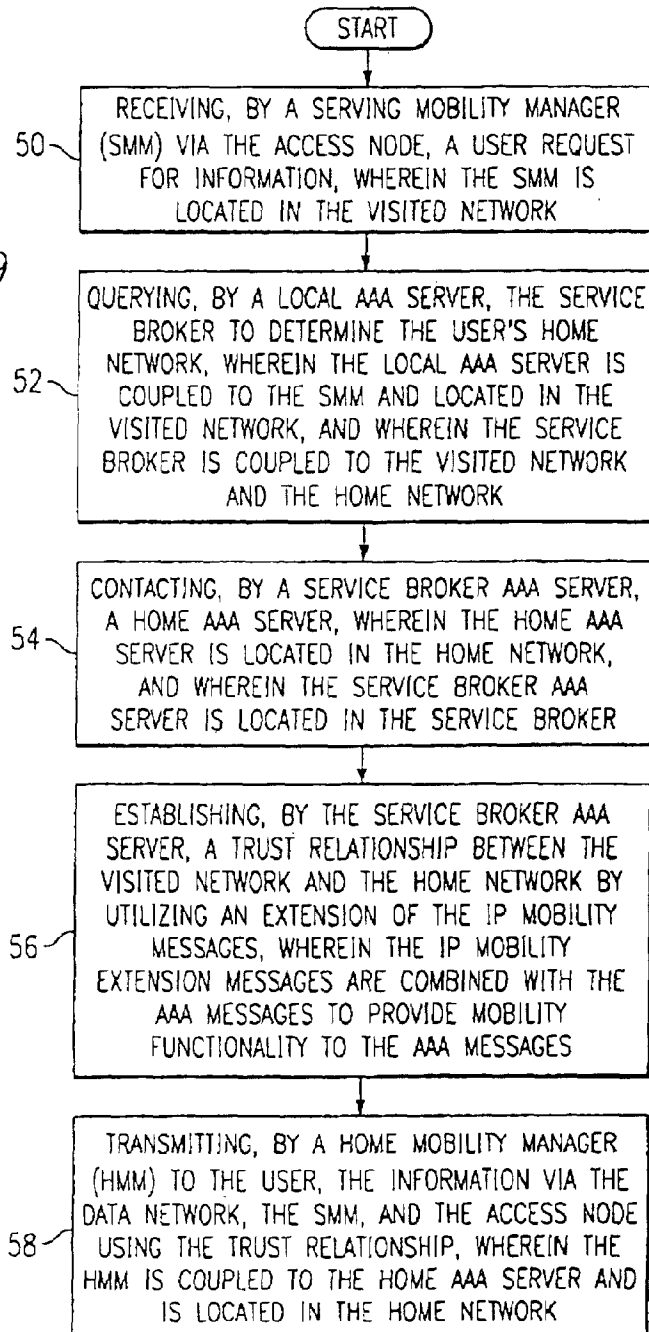 START
50
RECEIVING, BY A SERVING MOBILITY MANAGER
(SMM) VIA THE ACCESS NODE, A USER REQUEST
FOR INFORMATION, WHEREIN THE SMM IS
LOCATED IN THE VISITED NETWORK
9
52
QUERYING, BY A LOCAL AAA SERVER, THE SERVICE
BROKER TO DETERMINE THE USER'S HOME
NETWORK, WHEREIN THE LOCAL AAA SERVER IS
COUPLED TO THE SMM AND LOCATED IN THE
VISITED NETWORK, AND WHEREIN THE SERVICE
BROKER IS COUPLED TO THE VISITED NETWORK
AND THE HOME NETWORK
54
CONTACTING, BY A SERVICE BROKER AAA SERVER,
A HOME AAA SERVER, WHEREIN THE HOME AAA
SERVER IS LOCATED IN THE HOME NETWORK,
AND WHEREIN THE SERVICE BROKER AAA
SERVER IS LOCATED IN THE SERVICE BROKER
56
ESTABLISHING, BY THE SERVICE BROKER AAA
SERVER, A TRUST RELATIONSHIP BETWEEN THE
VISITED NETWORK AND THE HOME NETWORK BY
UTILIZING AN EXTENSION OF THE IP MOBILITY
MESSAGES, WHEREIN THE IP MOBILITY
EXTENSION MESSAGES ARE COMBINED WITH THE
AAA MESSAGES TO PROVIDE MOBILITY
FUNCTIONALITY TO THE AAA MESSAGES
58
TRANSMITTING, BY A HOME MOBILITY MANAGER
(HMM) TO THE USER, THE INFORMATION VIA THE
DATA NETWORK, THE SMM, AND THE ACCESS NODE
USING THE TRUST RELATIONSHIP, WHEREIN THE
HMM IS COUPLED TO THE HOME AAA SERVER AND
IS LOCATED IN THE HOME NETWORK